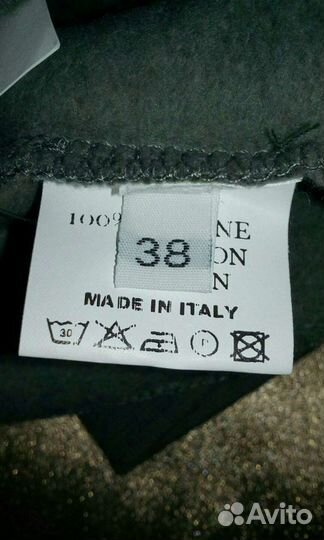 100% NE
38 ON
N
MADE IN ITALY
30 P
Avito